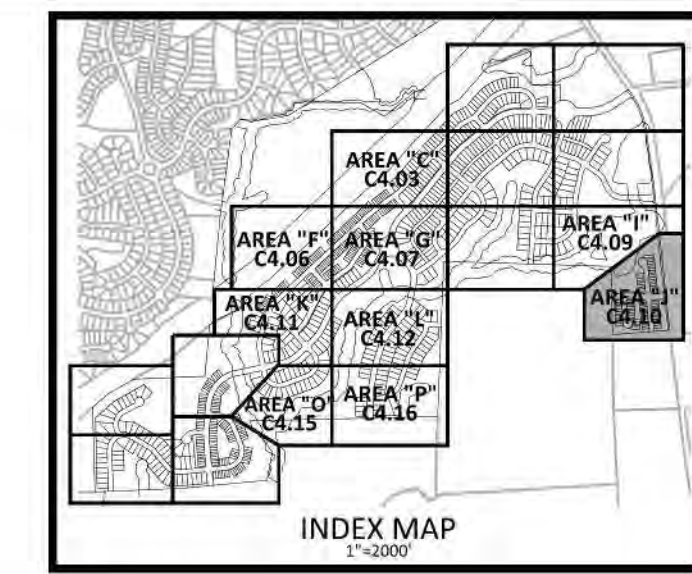 AREA "C"
C4.03
AREA "F"
C4.06
AREA "G"
C4.07
AREA "I"
C4.09
AREA "J"
C4.10
AREA "K"
C4.11
AREA "L"
C4.12
AREA "O"
C4.15
AREA "P"
C4.16
INDEX MAP
1"=2000'